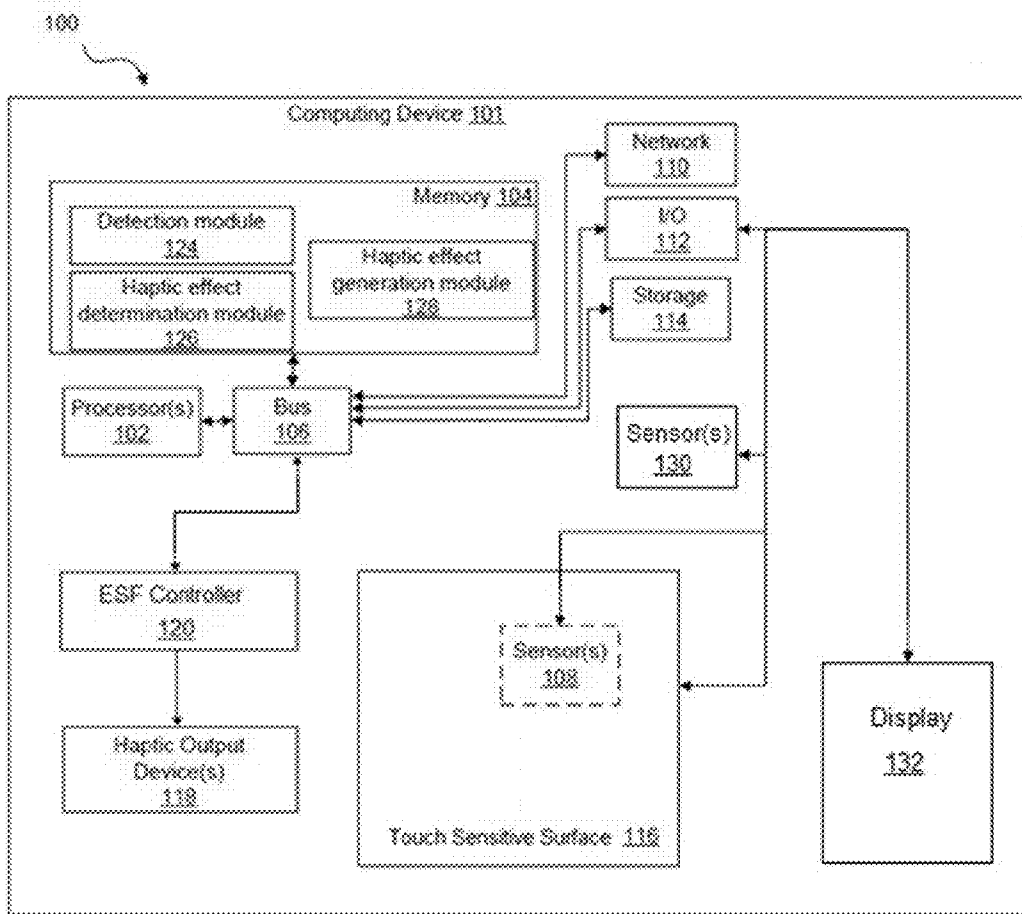 100
Computing Device 101
Network
110
Memory 104
Detection module
124
I/O
112
Haptic effect
generation module
128
Haptic effect
determination module
126
Storage
114
Processor(s)
102
Bus
106
Sensor(s)
130
ESF Controller
120
Sensor(s)
108
Display
132
Haptic Output
Device(s)
118
Touch Sensitive Surface 116